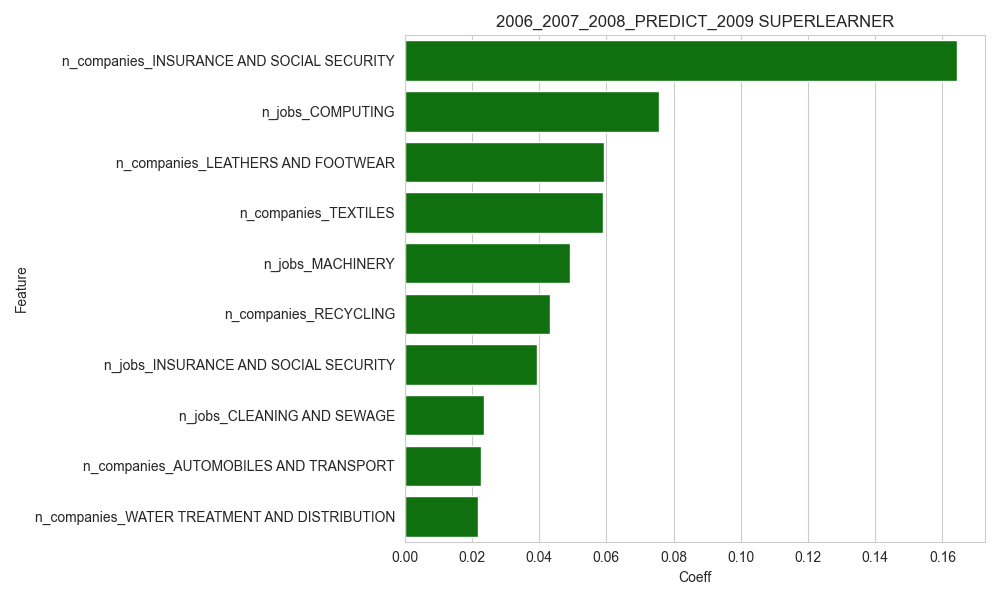 2006_2007_2008_PREDICT_2009 SUPERLEARNER
n_companies_INSURANCE AND SOCIAL SECURITY
n_jobs_COMPUTING
n_companies_LEATHERS AND FOOTWEAR
n_companies_TEXTILES
n_jobs_MACHINERY
n_companies_RECYCLING
n_jobs_INSURANCE AND SOCIAL SECURITY
n_jobs_CLEANING AND SEWAGE
n_companies_AUTOMOBILES AND TRANSPORT
n_companies_WATER TREATMENT AND DISTRIBUTION
Feature
0.00 0.02 0.04 0.06 0.08 0.10 0.12 0.14 0.16
Coeff